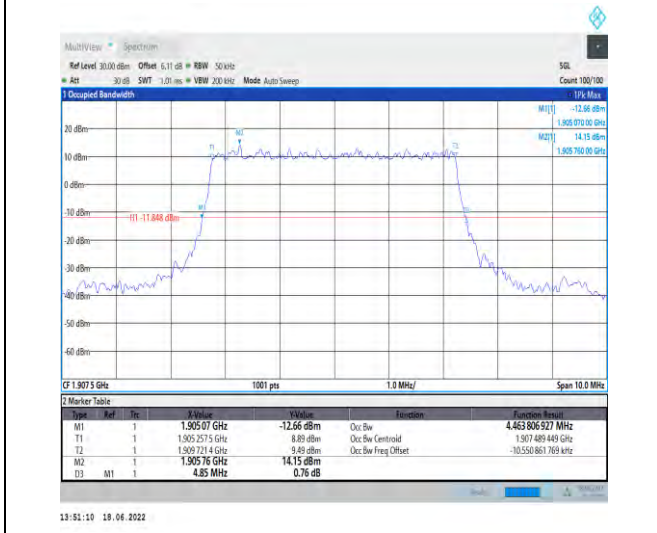 MultiView Spectrum
Ref Level 30.00 dBm Offset 6.11 dB RBW 50 kHz SGL
Att 30 dB SWT 1.01 ms VBW 200 kHz Mode Auto Sweep Count 100/100
1 Occupied Bandwidth 1Pk Max
M1[1] -12.66 dBm
1.905 070 00 GHz
M2[1] 14.15 dBm
1.905 760 00 GHz
20 dBm
M2
T1 T2
10 dBm
0 dBm
-10 dBm
M1
H1 -11.848 dBm
-20 dBm
-30 dBm
-40 dBm
-50 dBm
-60 dBm
CF 1.907 5 GHz 1001 pts 1.0 MHz/ Span 10.0 MHz
2 Marker Table
Type Ref Trc X-Value Y-Value Function Function Result
M1 1 1.905 07 GHz -12.66 dBm Occ Bw 4.463 806 927 MHz
T1 1 1.905 257 5 GHz 8.89 dBm Occ Bw Centroid 1.907 489 449 GHz
T2 1 1.909 721 4 GHz 9.49 dBm Occ Bw Freq Offset -10.550 861 769 kHz
M2 1 1.905 76 GHz 14.15 dBm
D3 M1 1 4.85 MHz 0.76 dB
13:51:10 18.06.2022